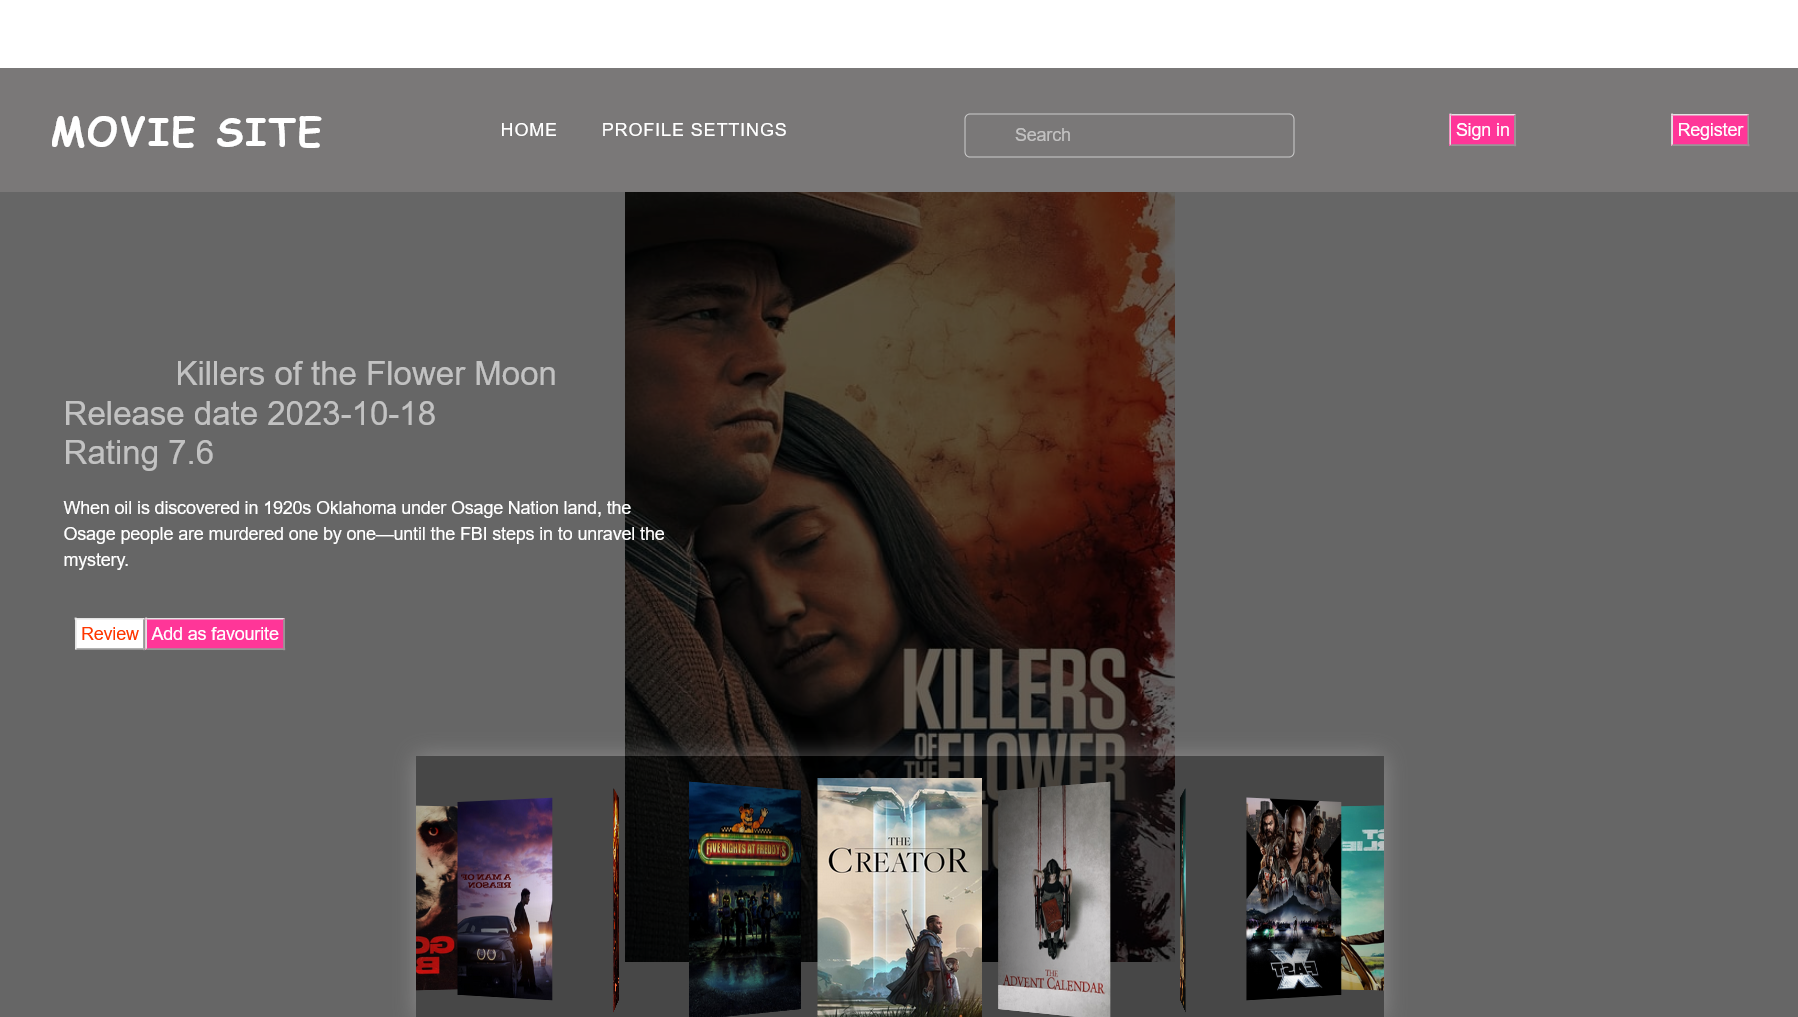 MOVIE SITE
HOME
PROFILE SETTINGS
Search
Sign in
Register
Killers of the Flower Moon
Release date 2023-10-18
Rating 7.6
When oil is discovered in 1920s Oklahoma under Osage Nation land, the
Osage people are murdered one by one—until the FBI steps in to unravel the
mystery.
Review
Add as favourite
KILLERS
OF THE FLOWER
A MAN OF
REASON
FIVE NIGHTS AT FREDDY'S
THE
CREATOR
THE
ADVENT CALENDAR
FAST
X